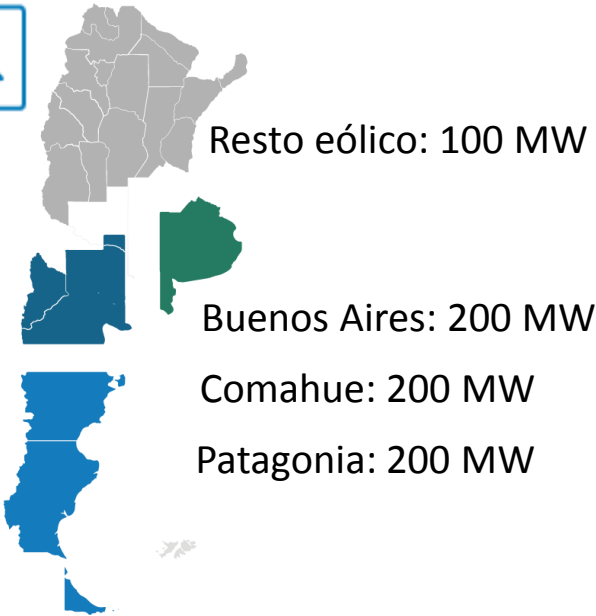 Resto eólico: 100 MW
Buenos Aires: 200 MW
Comahue: 200 MW
Patagonia: 200 MW